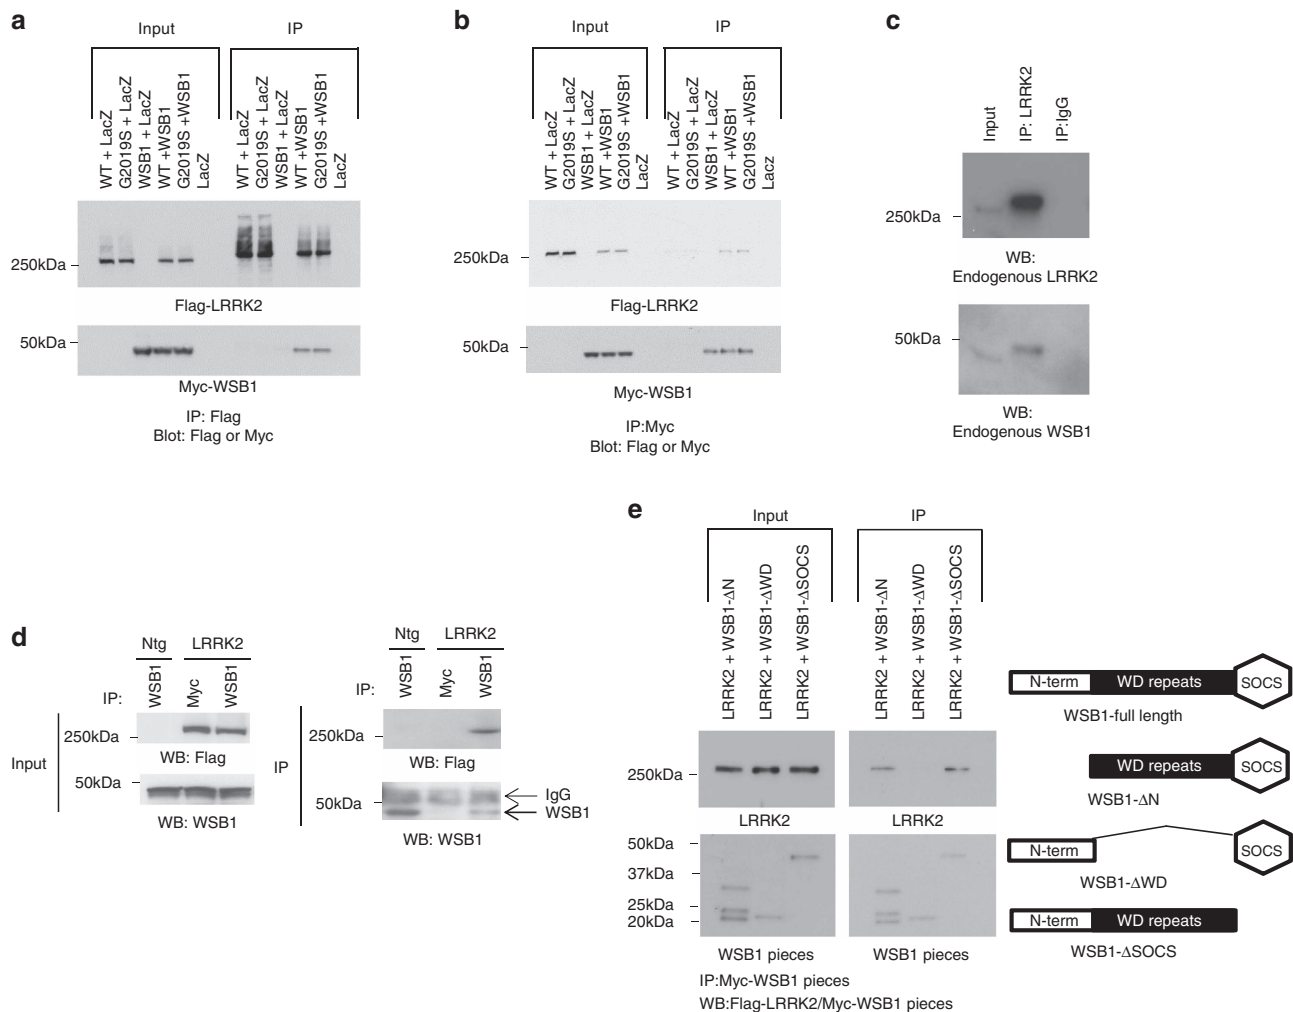 a
Input
IP
WT + LacZ
G2019S + LacZ
WSB1 + LacZ
WT +WSB1
G2019S +WSB1
LacZ
WT + LacZ
G2019S + LacZ
WSB1 + LacZ
WT +WSB1
G2019S +WSB1
LacZ
250kDa
Flag-LRRK2
50kDa
Myc-WSB1
IP: Flag
Blot: Flag or Myc
b
Input
IP
WT + LacZ
G2019S + LacZ
WSB1 + LacZ
WT +WSB1
G2019S +WSB1
LacZ
WT + LacZ
G2019S + LacZ
WSB1 + LacZ
WT +WSB1
G2019S +WSB1
Lacz
250kDa
Flag-LRRK2
50kDa
Myc-WSB1
IP:Myc
Blot: Flag or Myc
c
Input
IP: LRRK2
IP:IgG
250kDa
WB:
Endogenous LRRK2
50kDa
WB:
Endogenous WSB1
d
Ntg
LRRK2
IP:
WSB1
Myc
WSB1
Input
250kDa
WB: Flag
50kDa
WB: WSB1
Ntg
LRRK2
IP:
WSB1
Myc
WSB1
IP
250kDa
WB: Flag
50kDa
IgG
WSB1
WB: WSB1
e
Input
IP
LRRK2 + WSB1-ΔN
LRRK2 + WSB1-ΔWD
LRRK2 + WSB1-ΔSOCS
LRRK2 + WSB1-ΔN
LRRK2 + WSB1-ΔWD
LRRK2 + WSB1-ΔSOCS
250kDa
LRRK2
LRRK2
50kDa
37kDa
25kDa
20kDa
WSB1 pieces
WSB1 pieces
IP:Myc-WSB1 pieces
WB:Flag-LRRK2/Myc-WSB1 pieces
N-term
WD repeats
SOCS
WSB1-full length
WD repeats
SOCS
WSB1-ΔN
N-term
SOCS
WSB1-ΔWD
N-term
WD repeats
WSB1-ΔSOCS